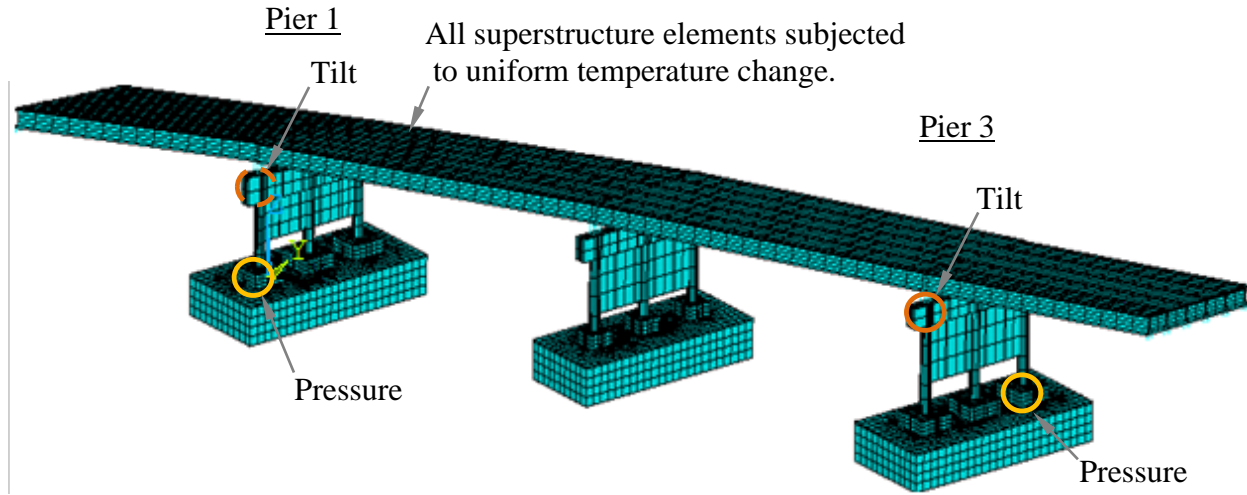 Pier 1
All superstructure elements subjected
to uniform temperature change.
Tilt
Pier 3
Tilt
Y
Pressure
Pressure